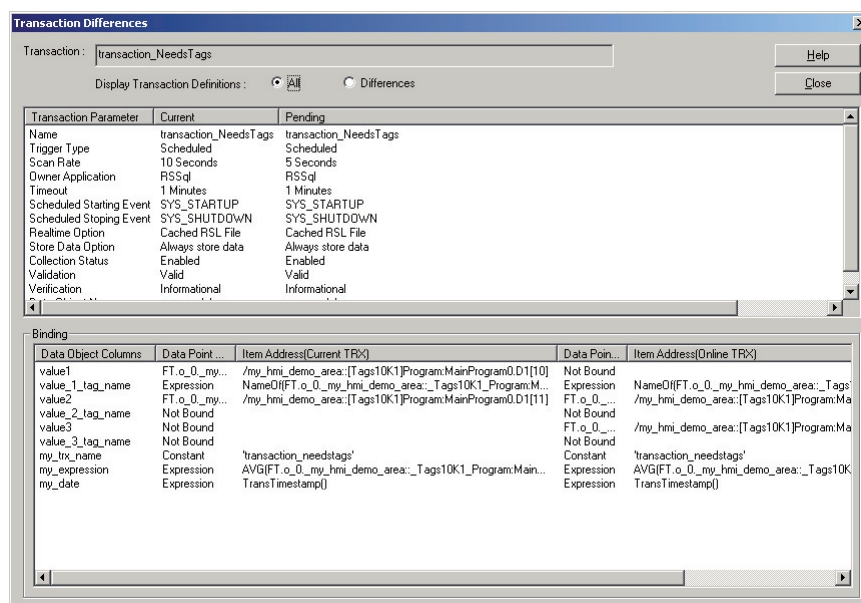 Transaction Differences
Transaction : transaction_NeedsTags Help
Display Transaction Definitions : All Differences Close
Transaction Parameter Current Pending
Name transaction_NeedsTags transaction_NeedsTags
Trigger Type Scheduled Scheduled
Scan Rate 10 Seconds 5 Seconds
Owner Application RSSql RSSql
Timeout 1 Minutes 1 Minutes
Scheduled Starting Event SYS_STARTUP SYS_STARTUP
Scheduled Stoping Event SYS_SHUTDOWN SYS_SHUTDOWN
Realtime Option Cached RSL File Cached RSL File
Store Data Option Always store data Always store data
Collection Status Enabled Enabled
Validation Valid Valid
Verification Informational Informational
Binding
Data Object Columns Data Point ... Item Address(Current TRX) Data Poin... Item Address(Online TRX)
value1 FT.o_0._my... /my_hmi_demo_area::[Tags10K1]Program:MainProgram0.D1[10] Not Bound
value_1_tag_name Expression NameOf(FT.o_0._my_hmi_demo_area::_Tags10K1_Program:M... Expression NameOf(FT.o_0._my_hmi_demo_area::_Tags
value2 FT.o_0._my... /my_hmi_demo_area::[Tags10K1]Program:MainProgram0.D1[11] FT.o_0._... /my_hmi_demo_area::[Tags10K1]Program:Ma
value_2_tag_name Not Bound Not Bound
value3 Not Bound FT.o_0._... /my_hmi_demo_area::[Tags10K1]Program:Ma
value_3_tag_name Not Bound Not Bound
my_trx_name Constant 'transaction_needstags' Constant 'transaction_needstags'
my_expression Expression AVG(FT.o_0._my_hmi_demo_area::_Tags10K1_Program:Main... Expression AVG(FT.o_0._my_hmi_demo_area::_Tags10K
my_date Expression TransTimestamp() Expression TransTimestamp()